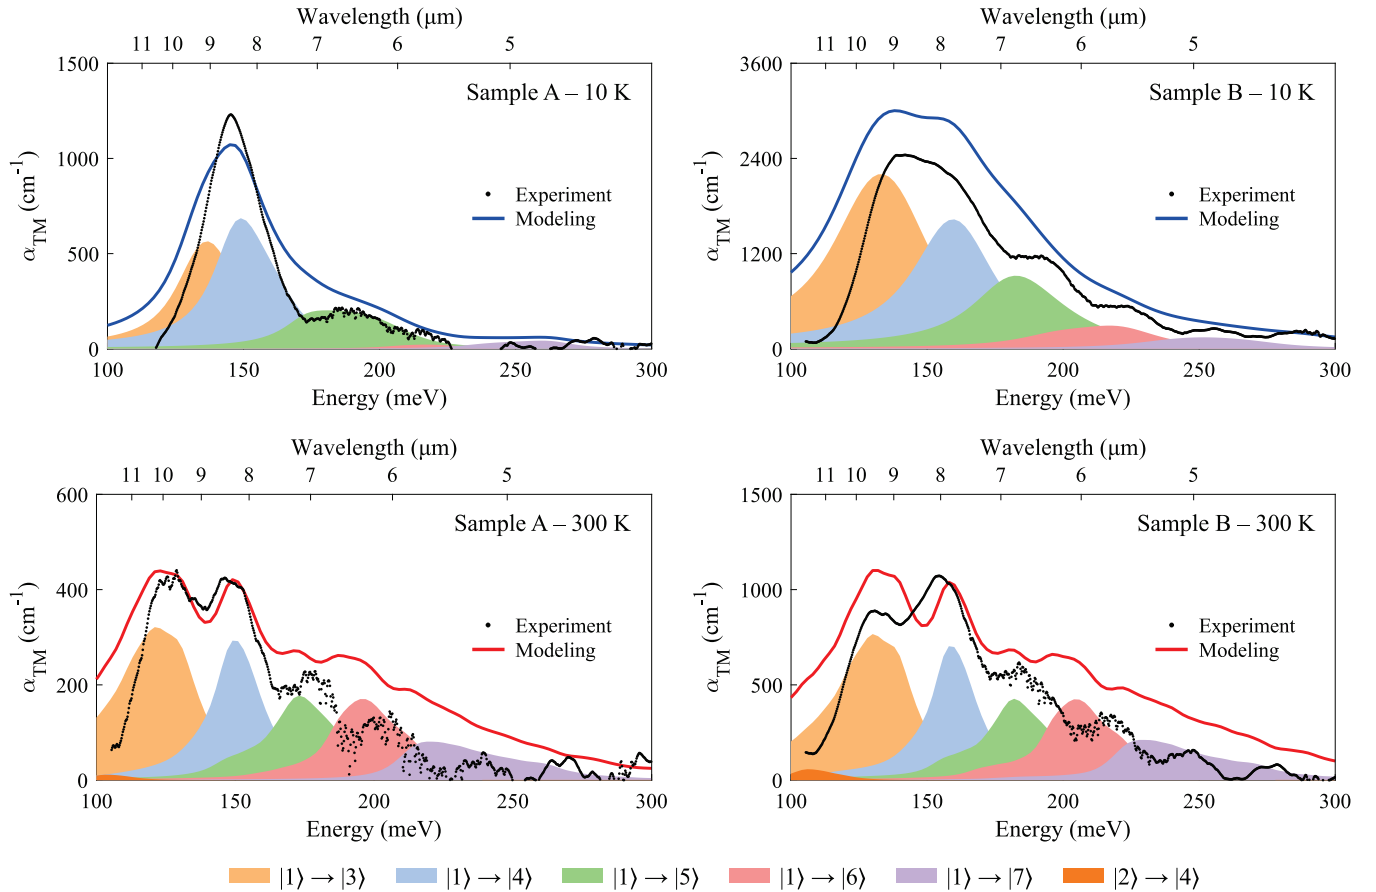 Wavelength (μm)
11 10 9 8 7 6 5
1500
1000
500
0
α_TM (cm⁻¹)
Sample A – 10 K
Experiment
Modeling
100 150 200 250 300
Energy (meV)
Wavelength (μm)
11 10 9 8 7 6 5
3600
2400
1200
0
α_TM (cm⁻¹)
Sample B – 10 K
Experiment
Modeling
100 150 200 250 300
Energy (meV)
Wavelength (μm)
11 10 9 8 7 6 5
600
400
200
0
α_TM (cm⁻¹)
Sample A – 300 K
Experiment
Modeling
100 150 200 250 300
Energy (meV)
Wavelength (μm)
11 10 9 8 7 6 5
1500
1000
500
0
α_TM (cm⁻¹)
Sample B – 300 K
Experiment
Modeling
100 150 200 250 300
Energy (meV)
|1⟩ → |3⟩ |1⟩ → |4⟩ |1⟩ → |5⟩ |1⟩ → |6⟩ |1⟩ → |7⟩ |2⟩ → |4⟩